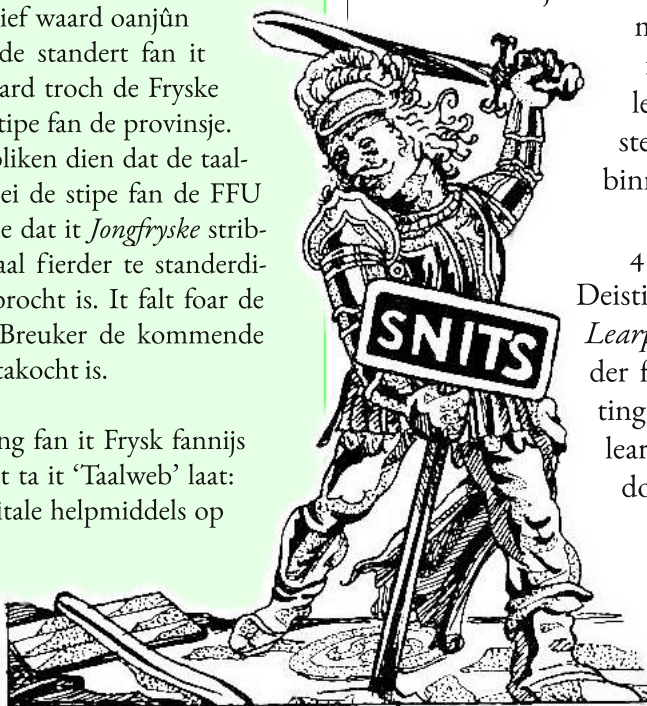 ief waard oanjûn
de standert fan it
ard troch de Fryske
tipe fan de provinsje.
liken dien dat de taal-
ei de stipe fan de FFU
e dat it Jongfryske strib-
aal fierder te standerdi-
rocht is. It falt foar de
Breuker de kommende
takocht is.
ng fan it Frysk fannijs
t ta it ‘Taalweb’ laat:
itale helpmiddels op
SNITS
le
ste
bin
4
Deisti
Learp
der f
ting
lear
do